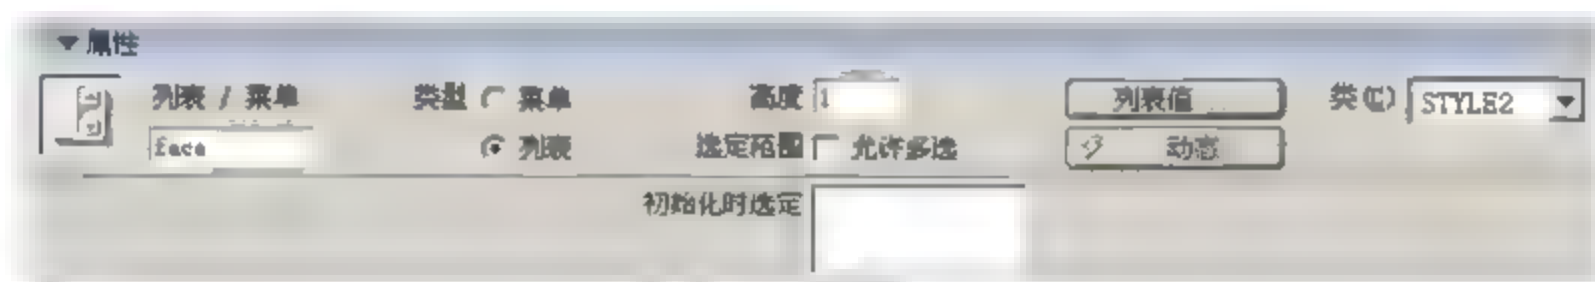 属性
列表 / 菜单 类型 菜单 高度 1 列表值... 类(C) STYLE2
face 列表 选定范围 允许多选 动态
初始化时选定